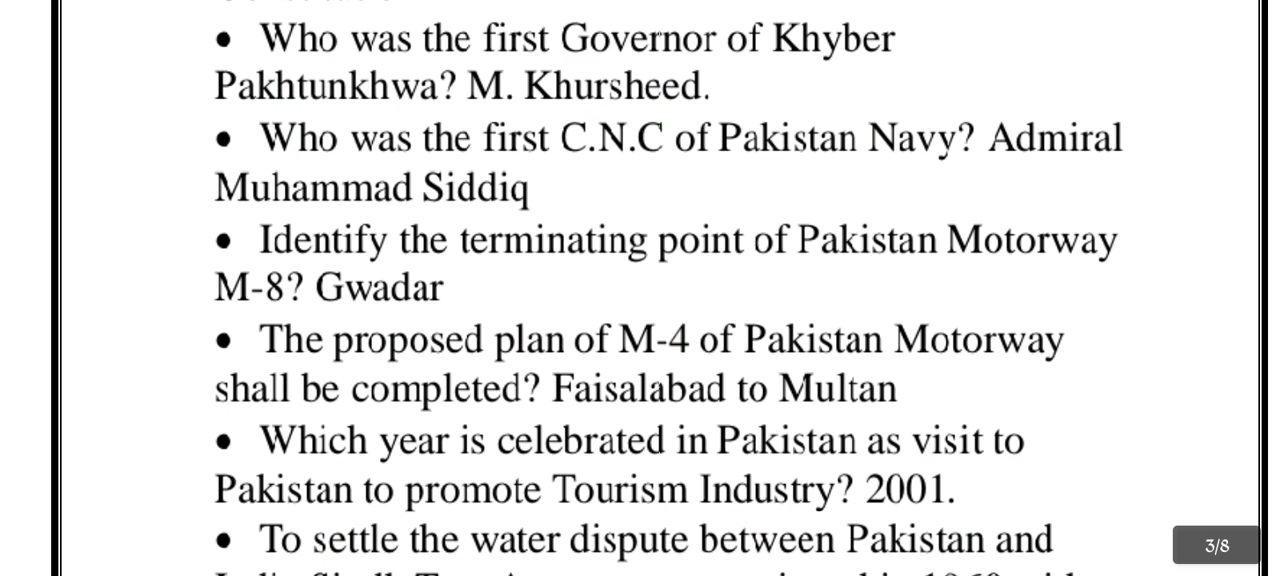 • Who was the first Governor of Khyber
Pakhtunkhwa? M. Khursheed.
• Who was the first C.N.C of Pakistan Navy? Admiral
Muhammad Siddiq
• Identify the terminating point of Pakistan Motorway
M-8? Gwadar
• The proposed plan of M-4 of Pakistan Motorway
shall be completed? Faisalabad to Multan
• Which year is celebrated in Pakistan as visit to
Pakistan to promote Tourism Industry? 2001.
• To settle the water dispute between Pakistan and
3/8